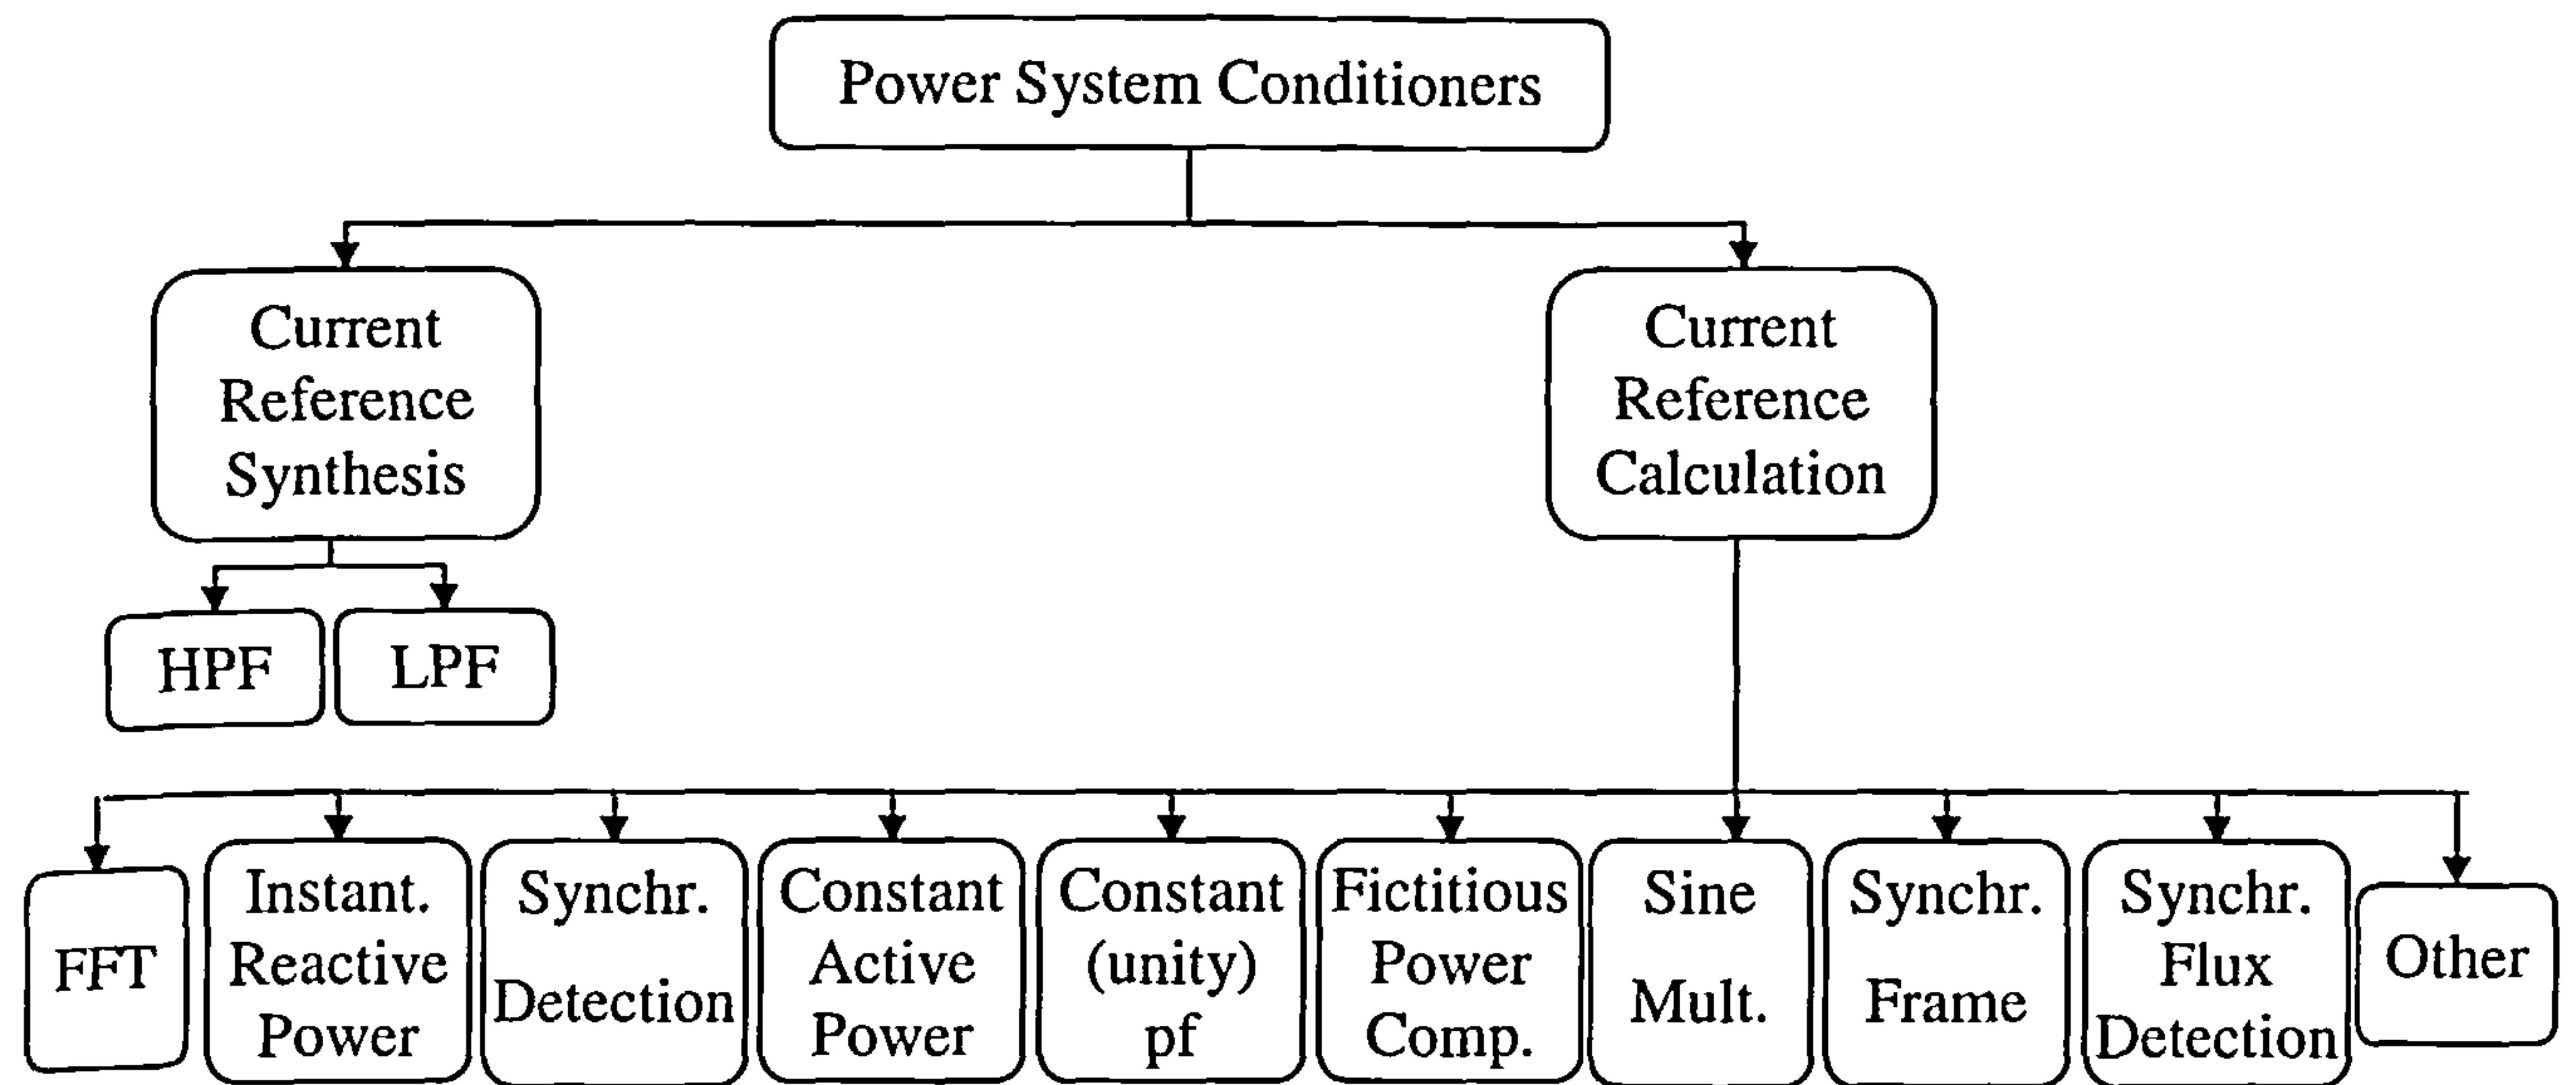 Power System Conditioners
Current
Reference
Synthesis
Current
Reference
Calculation
HPF
LPF
FFT
Instant.
Reactive
Power
Synchr.
Detection
Constant
Active
Power
Constant
(unity)
pf
Fictitious
Power
Comp.
Sine
Mult.
Synchr.
Frame
Synchr.
Flux
Detection
Other